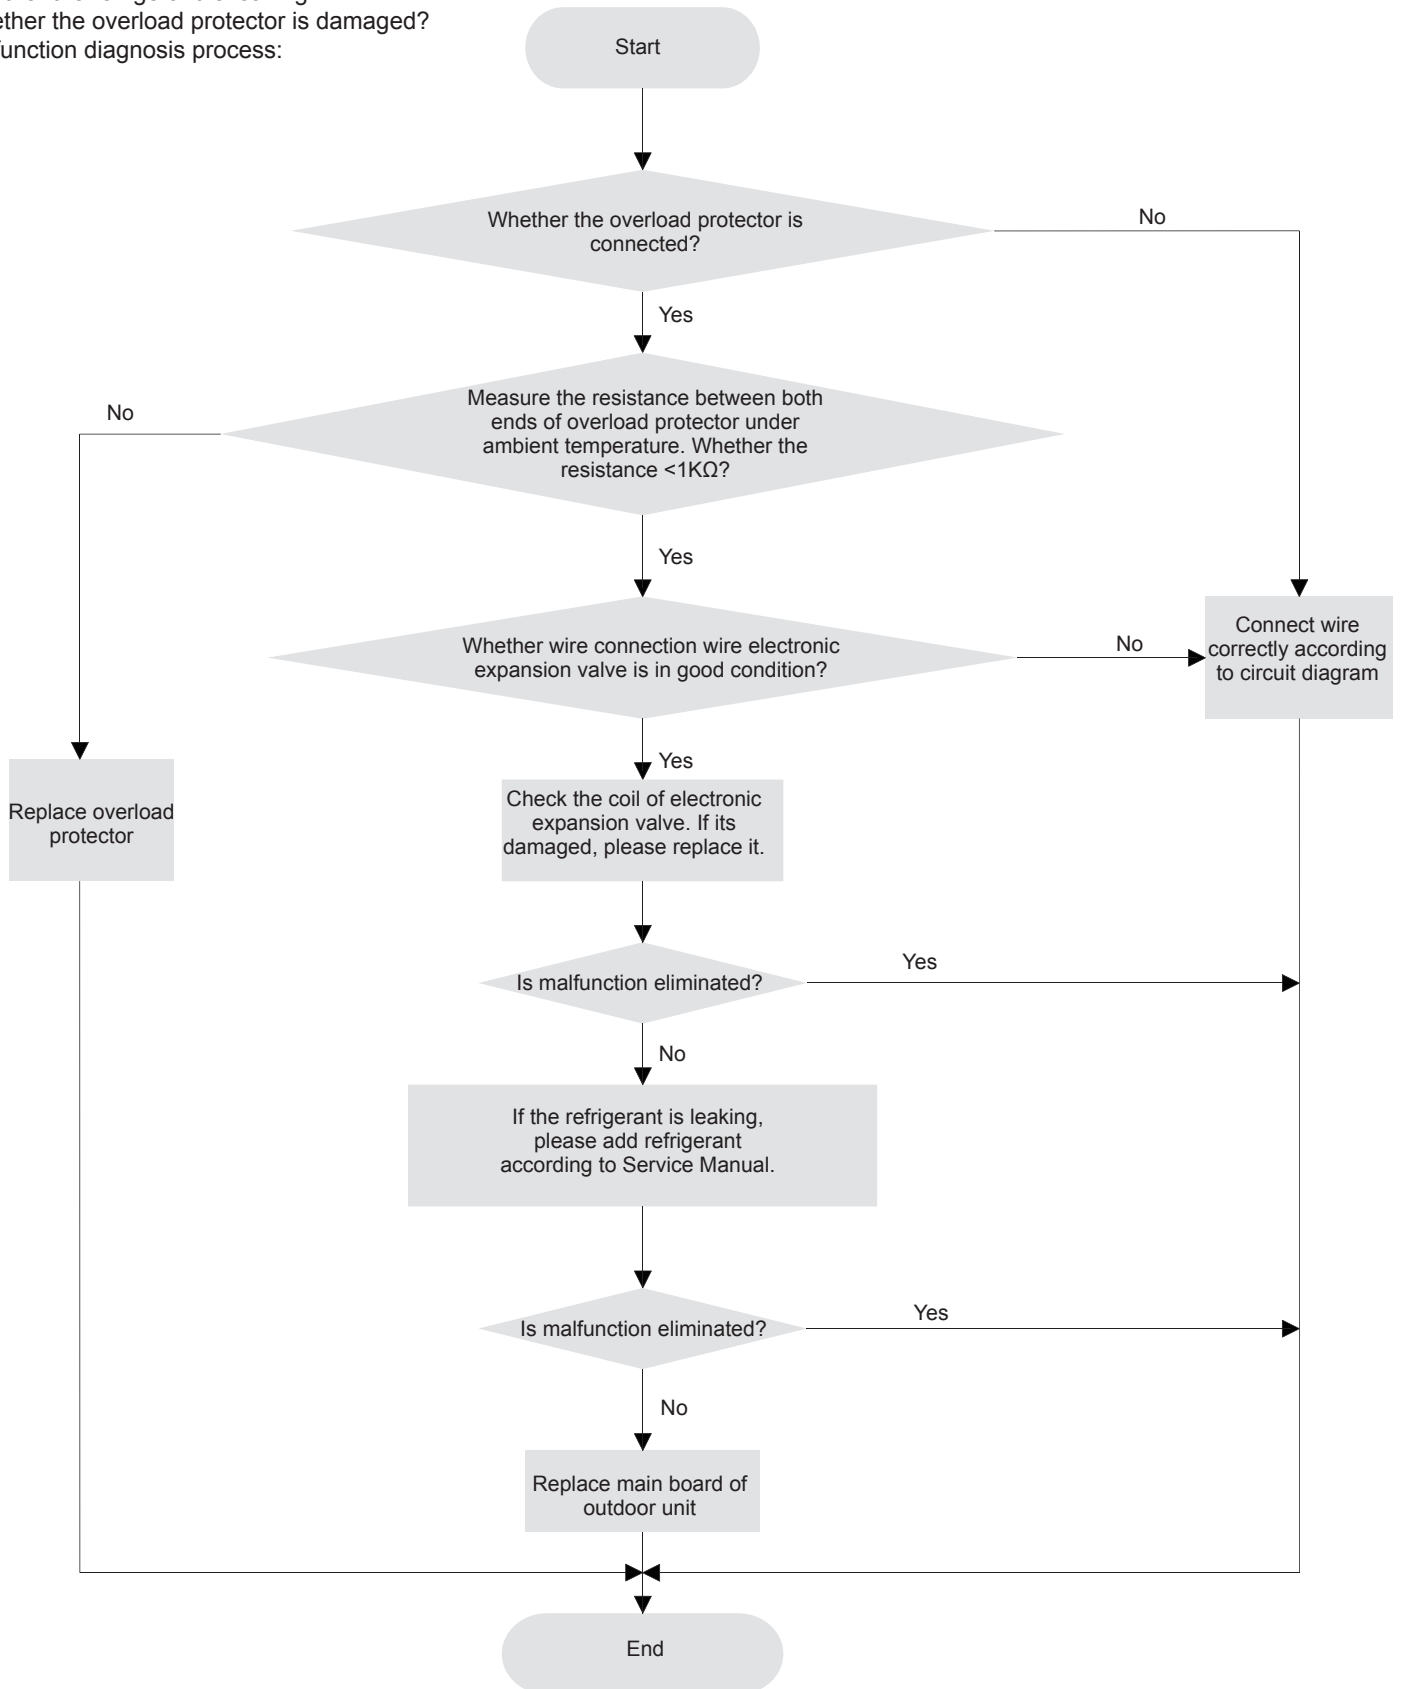 whether the overload protector is damaged?
function diagnosis process:
Start
Whether the overload protector is
connected?
No
Yes
Measure the resistance between both
ends of overload protector under
ambient temperature. Whether the
resistance <1KΩ?
No
Yes
Whether wire connection wire electronic
expansion valve is in good condition?
No
Connect wire
correctly according
to circuit diagram
Yes
Replace overload
protector
Check the coil of electronic
expansion valve. If its
damaged, please replace it.
Is malfunction eliminated?
Yes
No
If the refrigerant is leaking,
please add refrigerant
according to Service Manual.
Is malfunction eliminated?
Yes
No
Replace main board of
outdoor unit
End